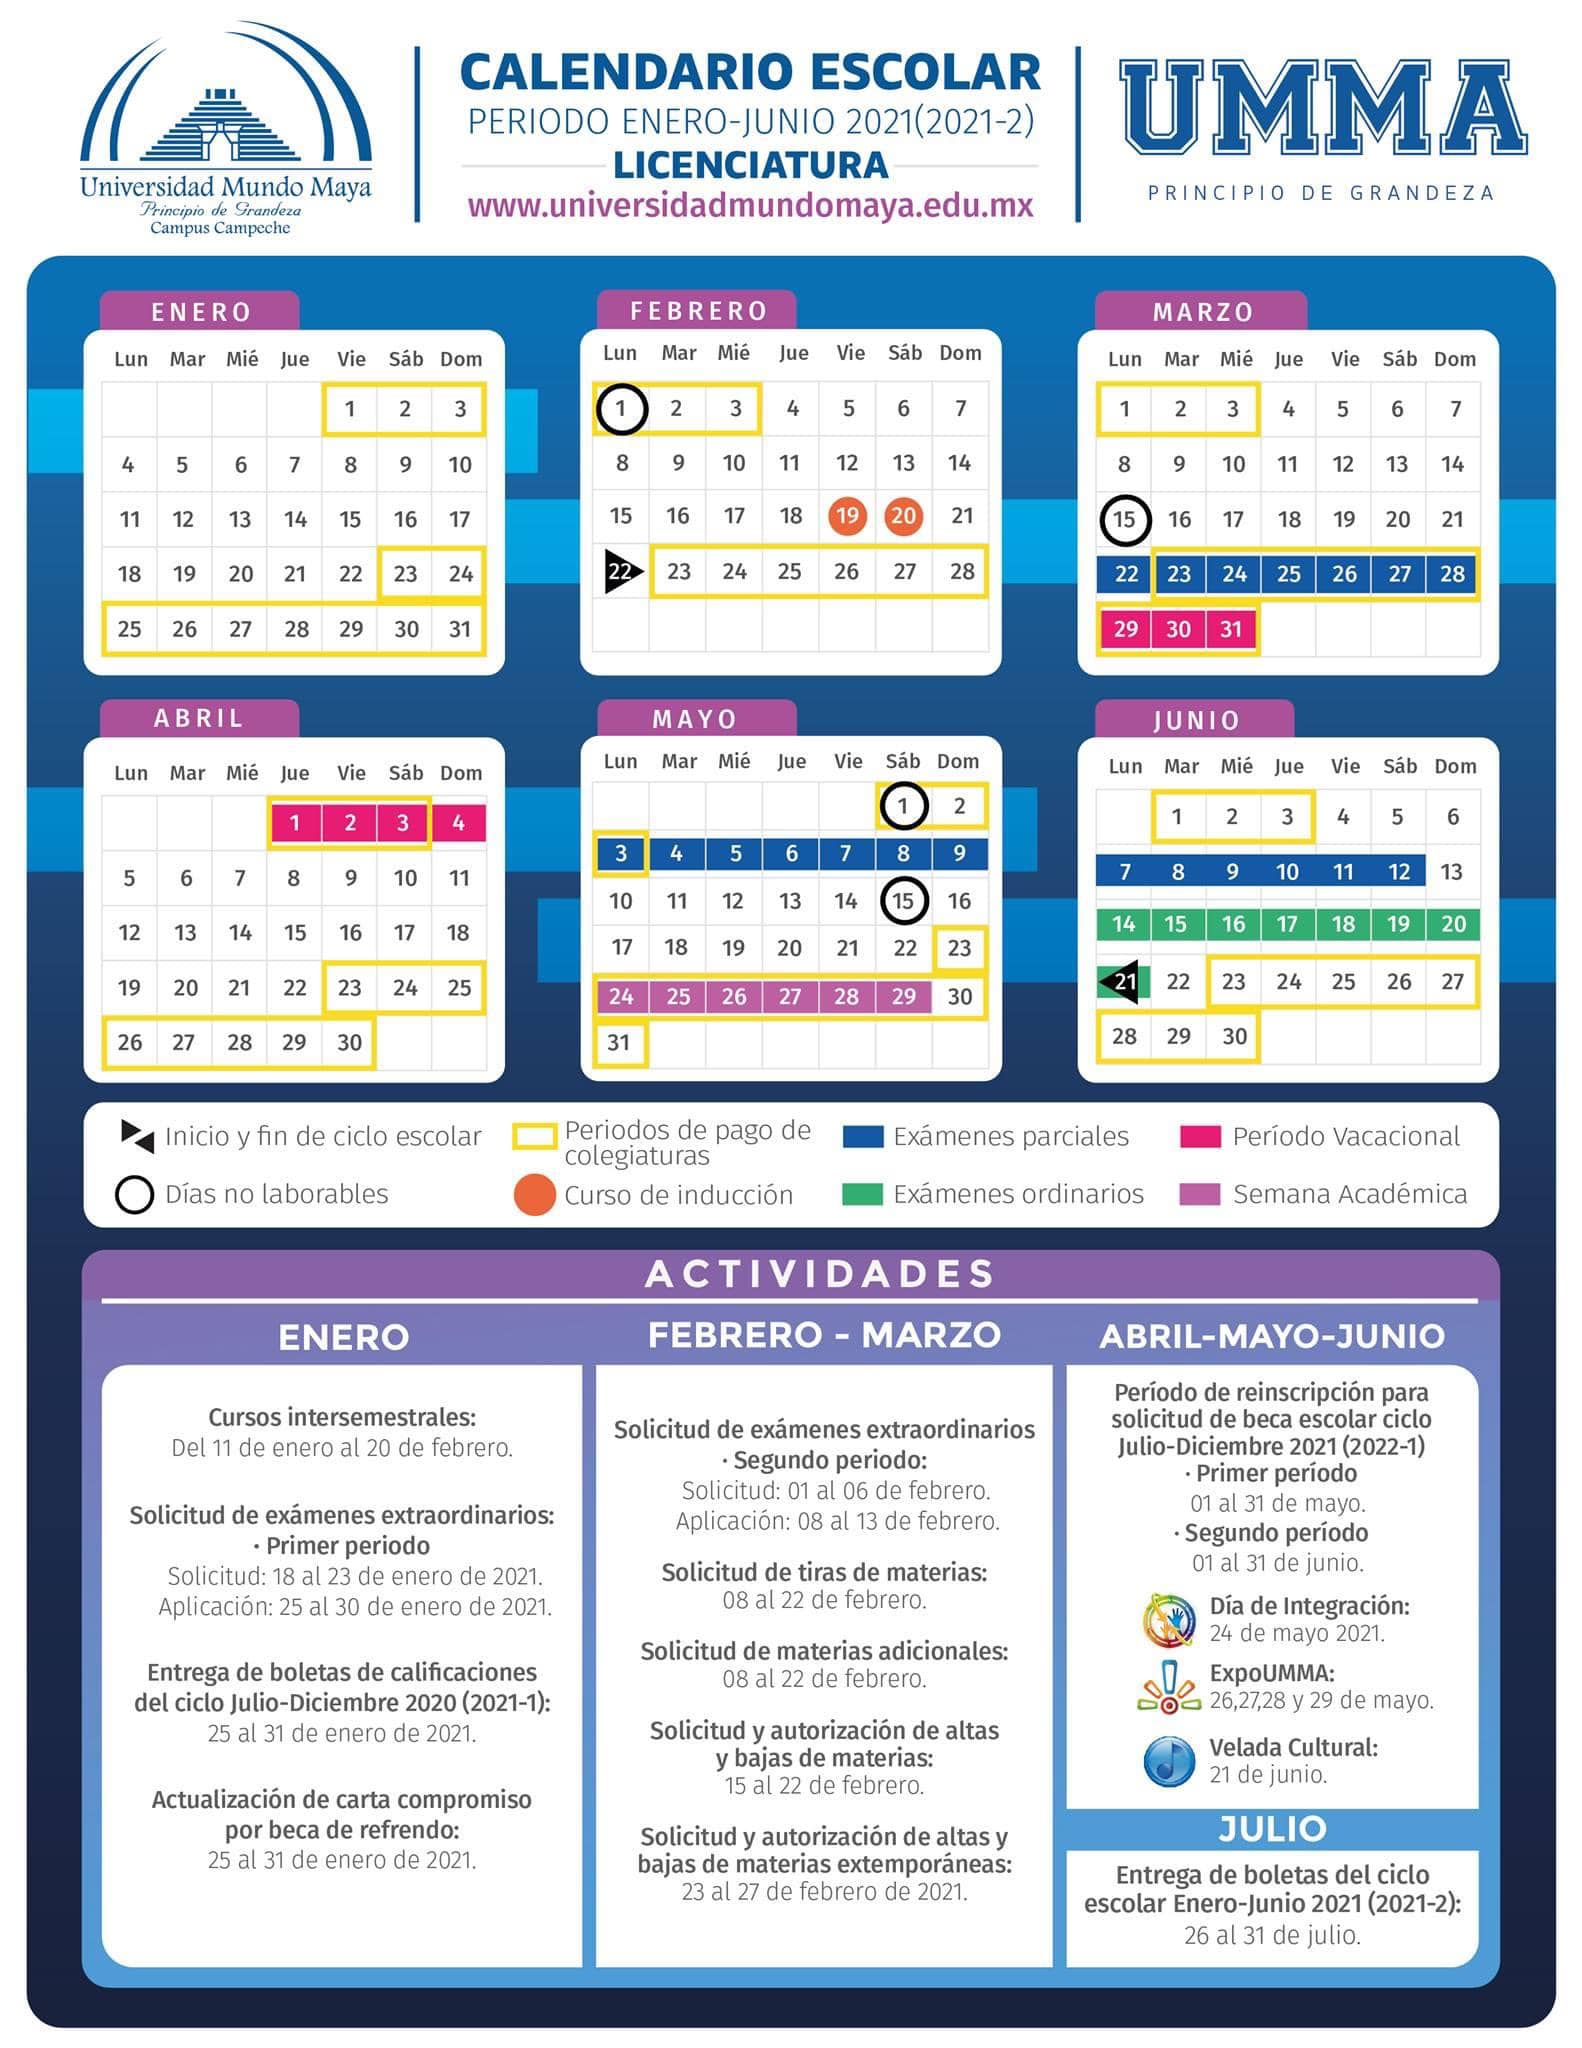 CALENDARIO ESCOLAR
PERIODO ENERO-JUNIO 2021(2021-2)
LICENCIATURA
www.universidadmundomaya.edu.mx
Universidad Mundo Maya
Principio de Grandeza
Campus Campeche
UMMA
PRINCIPIO DE GRANDEZA
ENERO
Lun Mar Mié Jue Vie Sáb Dom
1 2 3
4 5 6 7 8 9 10
11 12 13 14 15 16 17
18 19 20 21 22 23 24
25 26 27 28 29 30 31
FEBRERO
Lun Mar Mié Jue Vie Sáb Dom
1 2 3 4 5 6 7
8 9 10 11 12 13 14
15 16 17 18 19 20 21
22 23 24 25 26 27 28
MARZO
Lun Mar Mié Jue Vie Sáb Dom
1 2 3 4 5 6 7
8 9 10 11 12 13 14
15 16 17 18 19 20 21
22 23 24 25 26 27 28
29 30 31
ABRIL
Lun Mar Mié Jue Vie Sáb Dom
1 2 3 4
5 6 7 8 9 10 11
12 13 14 15 16 17 18
19 20 21 22 23 24 25
26 27 28 29 30
MAYO
Lun Mar Mié Jue Vie Sáb Dom
1 2
3 4 5 6 7 8 9
10 11 12 13 14 15 16
17 18 19 20 21 22 23
24 25 26 27 28 29 30
31
JUNIO
Lun Mar Mié Jue Vie Sáb Dom
1 2 3 4 5 6
7 8 9 10 11 12 13
14 15 16 17 18 19 20
21 22 23 24 25 26 27
28 29 30
Inicio y fin de ciclo escolar
Periodos de pago de
colegiaturas
Exámenes parciales
Período Vacacional
Días no laborables
Curso de inducción
Exámenes ordinarios
Semana Académica
ACTIVIDADES
ENERO
Cursos intersemestrales:
Del 11 de enero al 20 de febrero.
Solicitud de exámenes extraordinarios:
· Primer periodo
Solicitud: 18 al 23 de enero de 2021.
Aplicación: 25 al 30 de enero de 2021.
Entrega de boletas de calificaciones
del ciclo Julio-Diciembre 2020 (2021-1):
25 al 31 de enero de 2021.
Actualización de carta compromiso
por beca de refrendo:
25 al 31 de enero de 2021.
FEBRERO - MARZO
Solicitud de exámenes extraordinarios
· Segundo periodo:
Solicitud: 01 al 06 de febrero.
Aplicación: 08 al 13 de febrero.
Solicitud de tiras de materias:
08 al 22 de febrero.
Solicitud de materias adicionales:
08 al 22 de febrero.
Solicitud y autorización de altas
y bajas de materias:
15 al 22 de febrero.
Solicitud y autorización de altas y
bajas de materias extemporáneas:
23 al 27 de febrero de 2021.
ABRIL-MAYO-JUNIO
Período de reinscripción para
solicitud de beca escolar ciclo
Julio-Diciembre 2021 (2022-1)
· Primer período
01 al 31 de mayo.
· Segundo período
01 al 31 de junio.
Día de Integración:
24 de mayo 2021.
ExpoUMMA:
26,27,28 y 29 de mayo.
Velada Cultural:
21 de junio.
JULIO
Entrega de boletas del ciclo
escolar Enero-Junio 2021 (2021-2):
26 al 31 de julio.